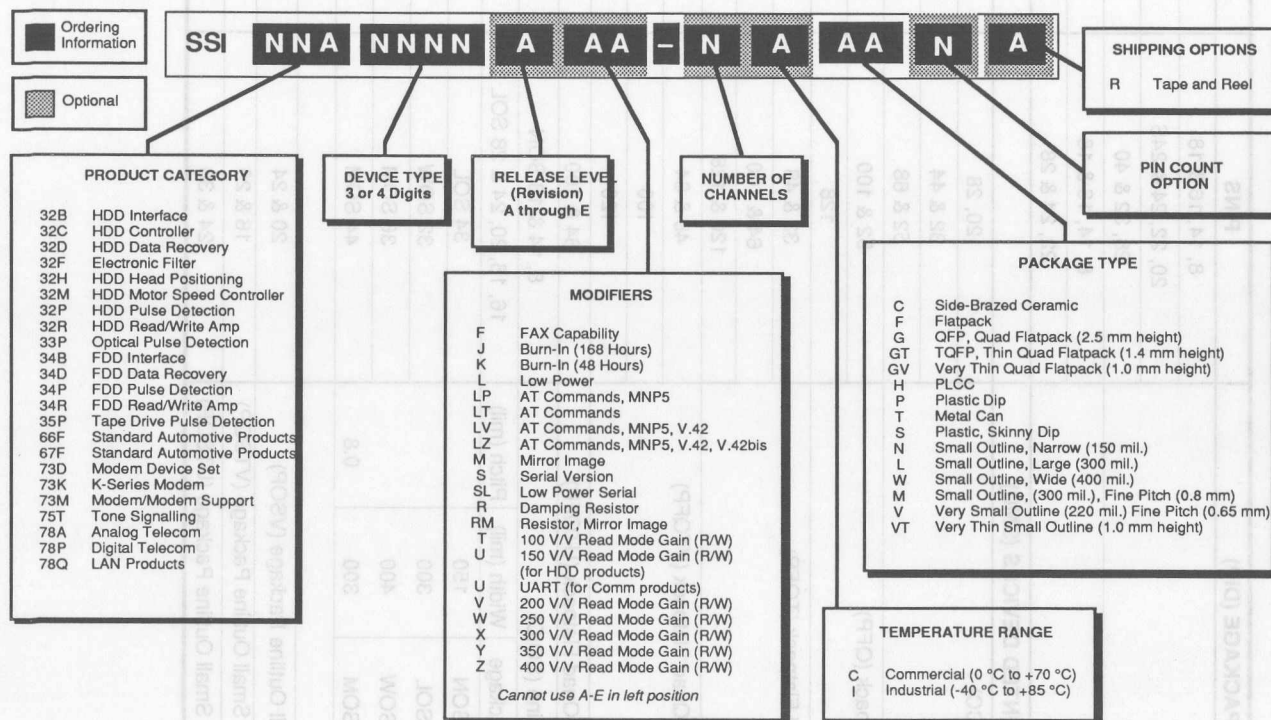 Ordering
Information
Optional
SSI NNA NNNN A AA – N A AA N A
SHIPPING OPTIONS
R Tape and Reel
PIN COUNT
OPTION
PRODUCT CATEGORY
32B HDD Interface
32C HDD Controller
32D HDD Data Recovery
32F Electronic Filter
32H HDD Head Positioning
32M HDD Motor Speed Controller
32P HDD Pulse Detection
32R HDD Read/Write Amp
33P Optical Pulse Detection
34B FDD Interface
34D FDD Data Recovery
34P FDD Pulse Detection
34R FDD Read/Write Amp
35P Tape Drive Pulse Detection
66F Standard Automotive Products
67F Standard Automotive Products
73D Modem Device Set
73K K-Series Modem
73M Modem/Modem Support
75T Tone Signalling
78A Analog Telecom
78P Digital Telecom
78Q LAN Products
DEVICE TYPE
3 or 4 Digits
RELEASE LEVEL
(Revision)
A through E
NUMBER OF
CHANNELS
MODIFIERS
F FAX Capability
J Burn-In (168 Hours)
K Burn-In (48 Hours)
L Low Power
LP AT Commands, MNP5
LT AT Commands
LV AT Commands, MNP5, V.42
LZ AT Commands, MNP5, V.42, V.42bis
M Mirror Image
S Serial Version
SL Low Power Serial
R Damping Resistor
RM Resistor, Mirror Image
T 100 V/V Read Mode Gain (R/W)
U 150 V/V Read Mode Gain (R/W)
(for HDD products)
U UART (for Comm products)
V 200 V/V Read Mode Gain (R/W)
W 250 V/V Read Mode Gain (R/W)
X 300 V/V Read Mode Gain (R/W)
Y 350 V/V Read Mode Gain (R/W)
Z 400 V/V Read Mode Gain (R/W)
Cannot use A-E in left position
PACKAGE TYPE
C Side-Brazed Ceramic
F Flatpack
G QFP, Quad Flatpack (2.5 mm height)
GT TQFP, Thin Quad Flatpack (1.4 mm height)
GV Very Thin Quad Flatpack (1.0 mm height)
H PLCC
P Plastic Dip
T Metal Can
S Plastic, Skinny Dip
N Small Outline, Narrow (150 mil.)
L Small Outline, Large (300 mil.)
W Small Outline, Wide (400 mil.)
M Small Outline, (300 mil.), Fine Pitch (0.8 mm)
V Very Small Outline (220 mil.) Fine Pitch (0.65 mm)
VT Very Thin Small Outline (1.0 mm height)
TEMPERATURE RANGE
C Commercial (0 °C to +70 °C)
I Industrial (-40 °C to +85 °C)